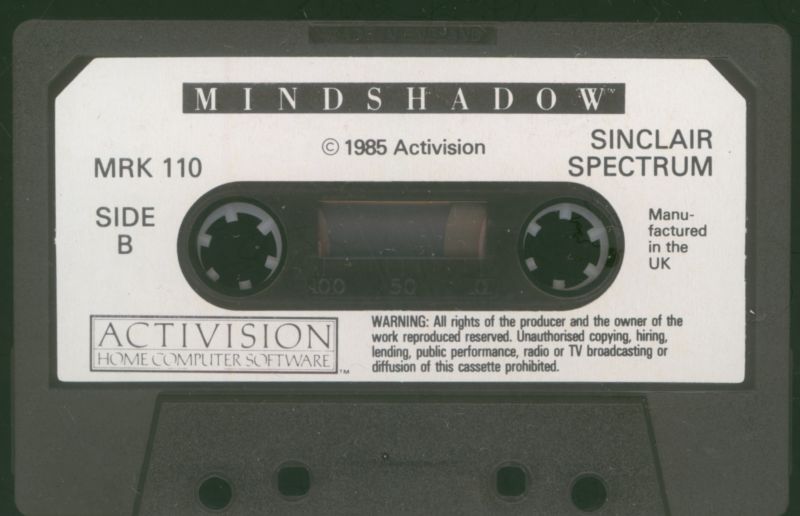 MINDSHADOW™
© 1985 Activision
SINCLAIR
SPECTRUM
MRK 110
SIDE
B
Manu-
factured
in the
UK
100 50 0
ACTIVISION
HOME COMPUTER SOFTWARE™
WARNING: All rights of the producer and the owner of the
work reproduced reserved. Unauthorised copying, hiring,
lending, public performance, radio or TV broadcasting or
diffusion of this cassette prohibited.